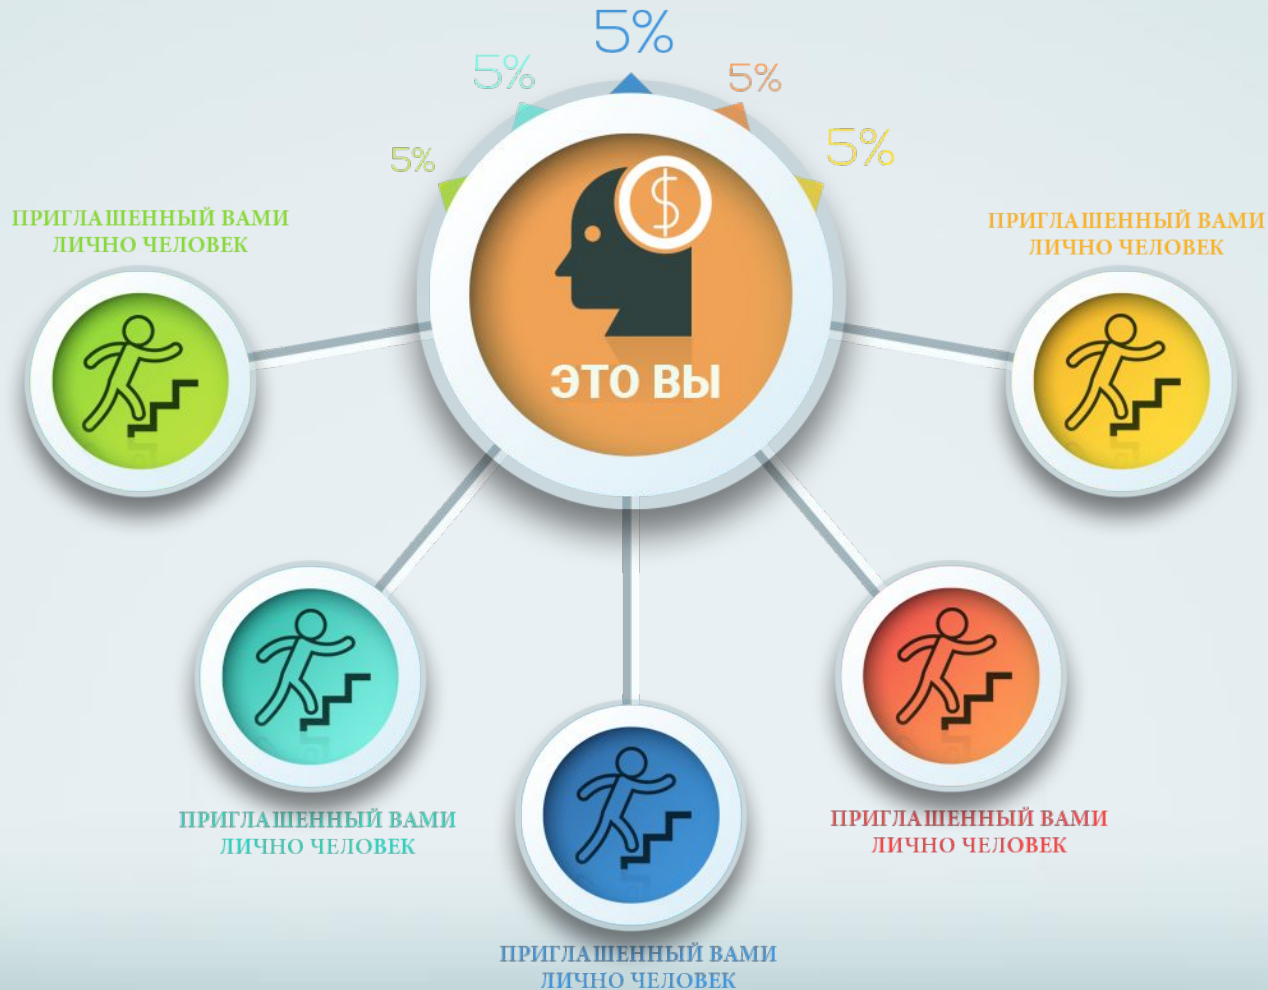 5%
5%
5%
5%
5%
ПРИГЛАШЕННЫЙ ВАМИ
ЛИЧНО ЧЕЛОВЕК
ПРИГЛАШЕННЫЙ ВАМИ
ЛИЧНО ЧЕЛОВЕК
$
ЭТО ВЫ
ПРИГЛАШЕННЫЙ ВАМИ
ЛИЧНО ЧЕЛОВЕК
ПРИГЛАШЕННЫЙ ВАМИ
ЛИЧНО ЧЕЛОВЕК
ПРИГЛАШЕННЫЙ ВАМИ
ЛИЧНО ЧЕЛОВЕК